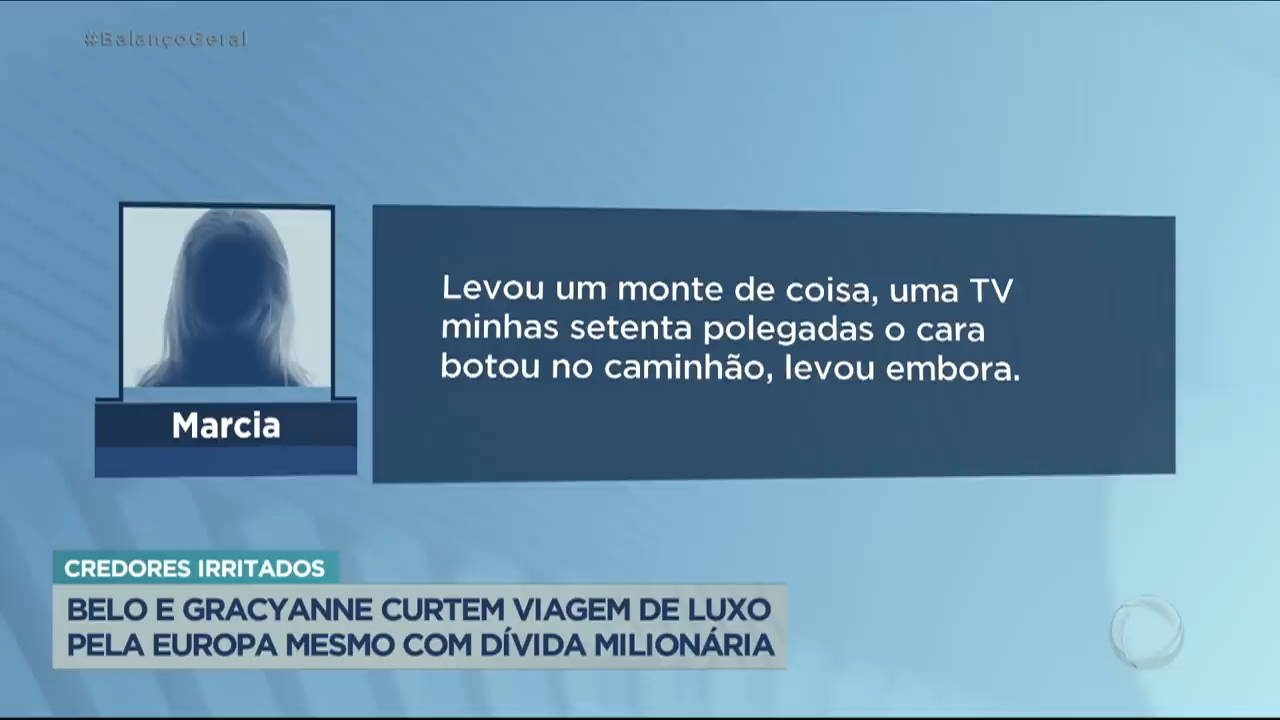 #BalançoGeral
Levou um monte de coisa, uma TV
minhas setenta polegadas o cara
botou no caminhão, levou embora.
Marcia
CREDORES IRRITADOS
BELO E GRACYANNE CURTEM VIAGEM DE LUXO
PELA EUROPA MESMO COM DÍVIDA MILIONÁRIA